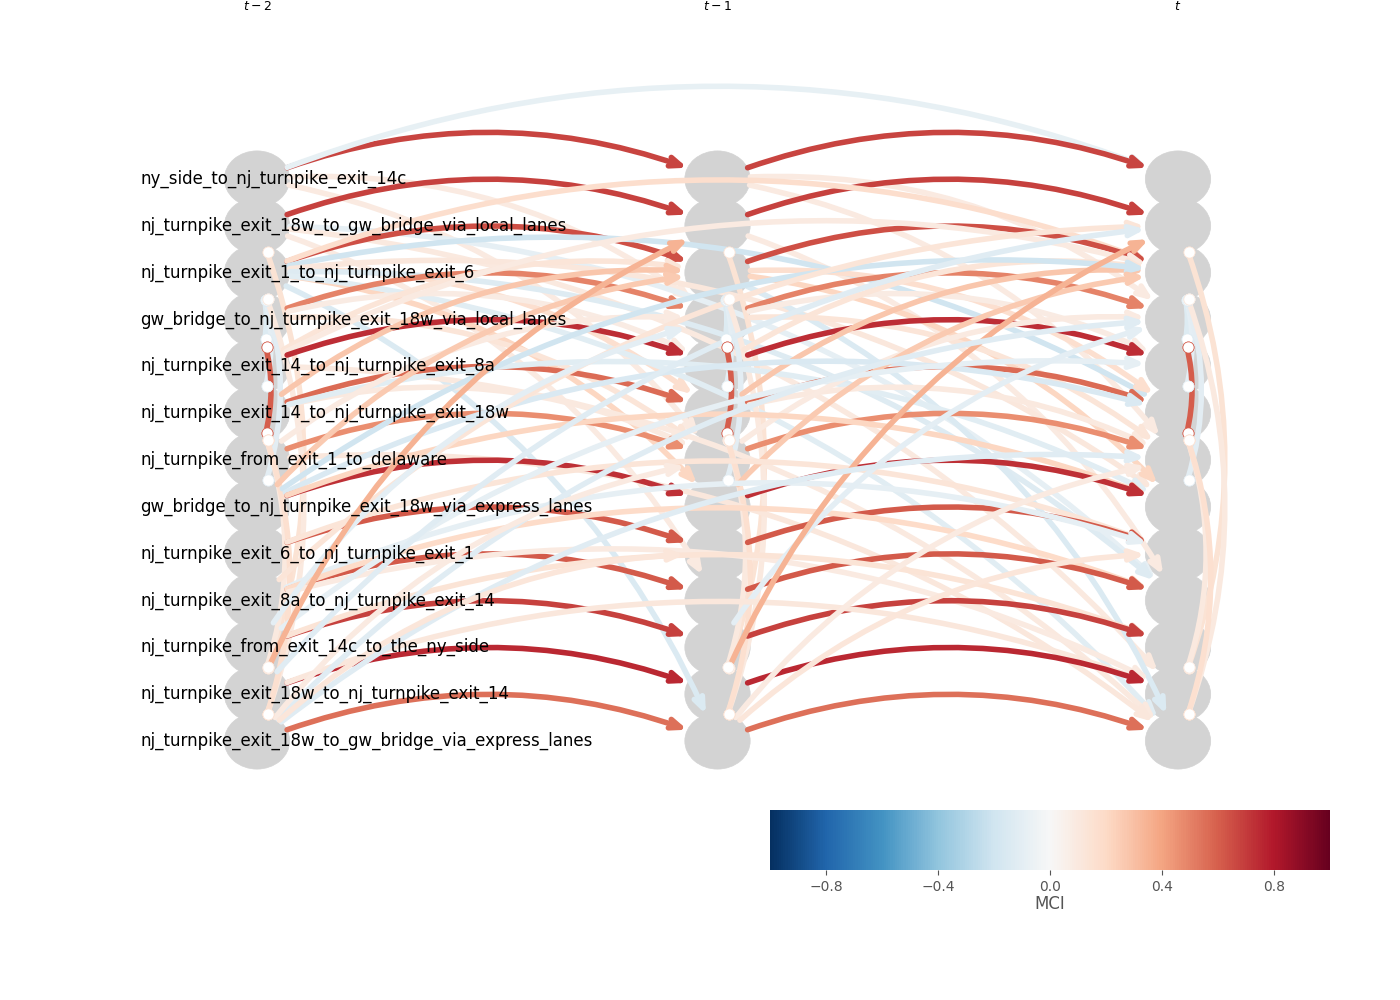 t − 2 t − 1 t
ny_side_to_nj_turnpike_exit_14c
nj_turnpike_exit_18w_to_gw_bridge_via_local_lanes
nj_turnpike_exit_1_to_nj_turnpike_exit_6
gw_bridge_to_nj_turnpike_exit_18w_via_local_lanes
nj_turnpike_exit_14_to_nj_turnpike_exit_8a
nj_turnpike_exit_14_to_nj_turnpike_exit_18w
nj_turnpike_from_exit_1_to_delaware
gw_bridge_to_nj_turnpike_exit_18w_via_express_lanes
nj_turnpike_exit_6_to_nj_turnpike_exit_1
nj_turnpike_exit_8a_to_nj_turnpike_exit_14
nj_turnpike_from_exit_14c_to_the_ny_side
nj_turnpike_exit_18w_to_nj_turnpike_exit_14
nj_turnpike_exit_18w_to_gw_bridge_via_express_lanes
−0.8 −0.4 0.0 0.4 0.8
MCI